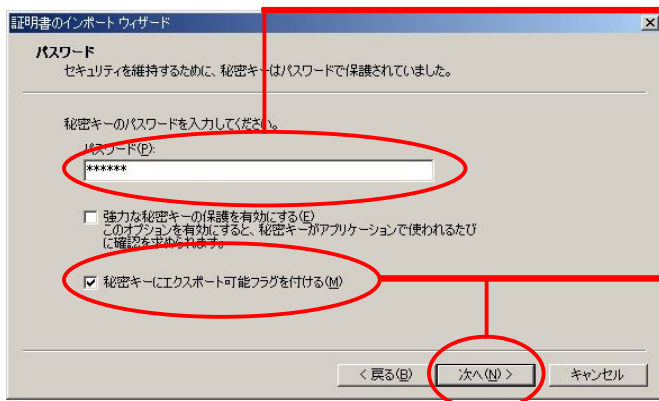 証明書のインポート ウィザード
パスワード
セキュリティを維持するために、秘密キーはパスワードで保護されていました。
秘密キーのパスワードを入力してください。
パスワード(P):
******
強力な秘密キーの保護を有効にする(E)
このオプションを有効にすると、秘密キーがアプリケーションで使われるたび
に確認を求められます。
秘密キーにエクスポート可能フラグを付ける(M)
< 戻る(B)
次へ(N) >
キャンセル